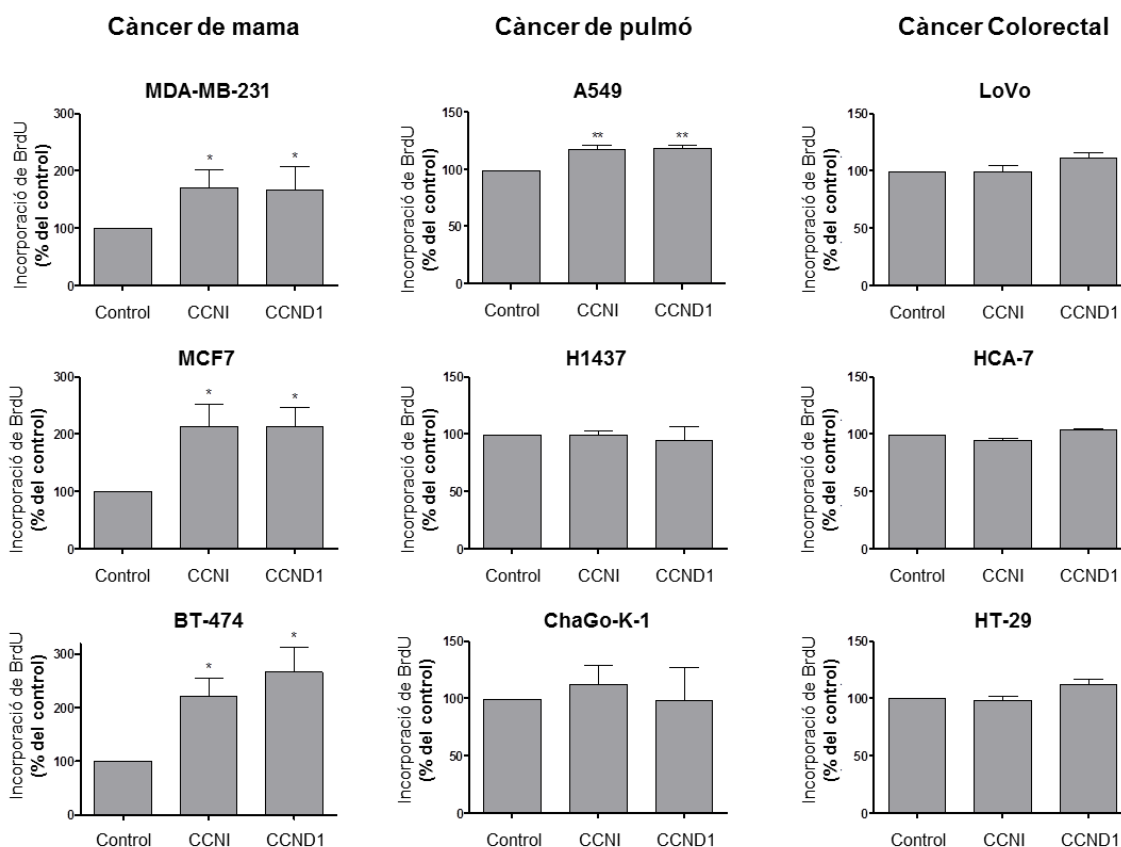 Càncer de mama
Càncer de pulmó
Càncer Colorectal
MDA-MB-231
Incorporació de BrdU
(% del control)
300
200
100
0
*
*
Control CCNI CCND1
A549
Incorporació de BrdU
(% del control)
150
100
50
0
**
**
Control CCNI CCND1
LoVo
Incorporació de BrdU
(% del control)
150
100
50
0
Control CCNI CCND1
MCF7
Incorporació de BrdU
(% del control)
300
200
100
0
*
*
Control CCNI CCND1
H1437
Incorporació de BrdU
(% del control)
150
100
50
0
Control CCNI CCND1
HCA-7
Incorporació de BrdU
(% del control)
150
100
50
0
Control CCNI CCND1
BT-474
Incorporació de BrdU
(% del control)
300
200
100
0
*
*
Control CCNI CCND1
ChaGo-K-1
Incorporació de BrdU
(% del control)
150
100
50
0
Control CCNI CCND1
HT-29
Incorporació de BrdU
(% del control)
150
100
50
0
Control CCNI CCND1